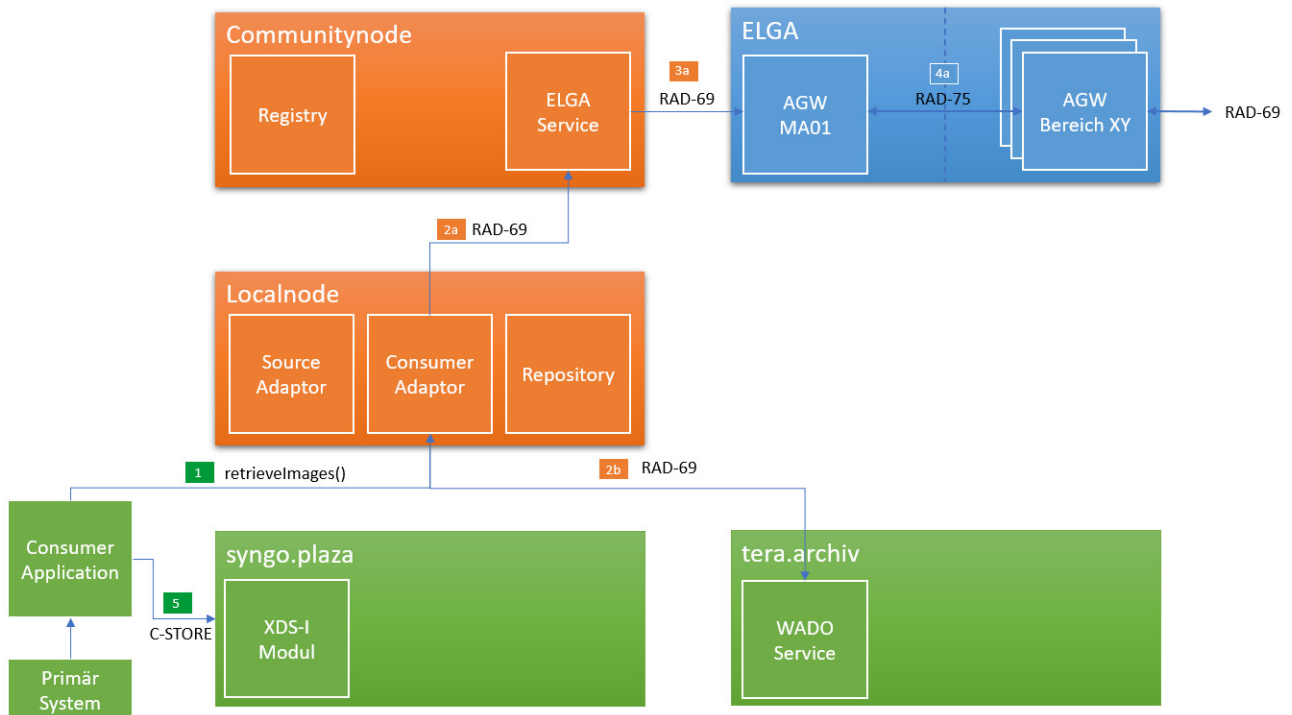 Communitynode
Registry
ELGA
Service
3a
RAD-69
ELGA
AGW
MA01
4a
RAD-75
AGW
Bereich XY
RAD-69
2a
RAD-69
Localnode
Source
Adaptor
Consumer
Adaptor
Repository
1
retrieveImages()
2b
RAD-69
Consumer
Application
5
C-STORE
syngo.plaza
XDS-I
Modul
tera.archiv
WADO
Service
Primär
System